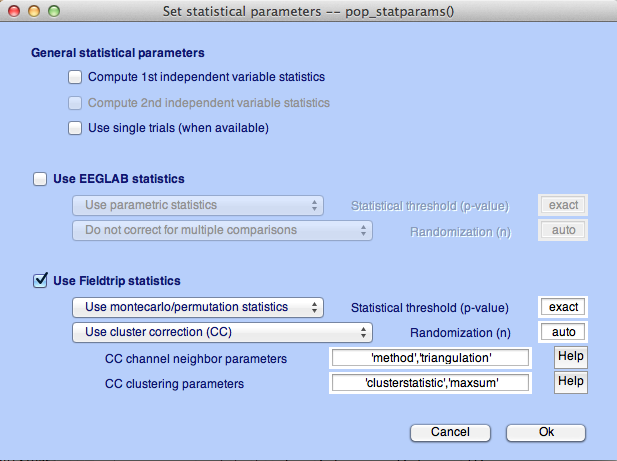 Set statistical parameters -- pop_statparams()
General statistical parameters
Compute 1st independent variable statistics
Compute 2nd independent variable statistics
Use single trials (when available)
Use EEGLAB statistics
Use parametric statistics Statistical threshold (p-value) exact
Do not correct for multiple comparisons Randomization (n) auto
Use Fieldtrip statistics
Use montecarlo/permutation statistics Statistical threshold (p-value) exact
Use cluster correction (CC) Randomization (n) auto
CC channel neighbor parameters 'method','triangulation' Help
CC clustering parameters 'clusterstatistic','maxsum' Help
Cancel Ok